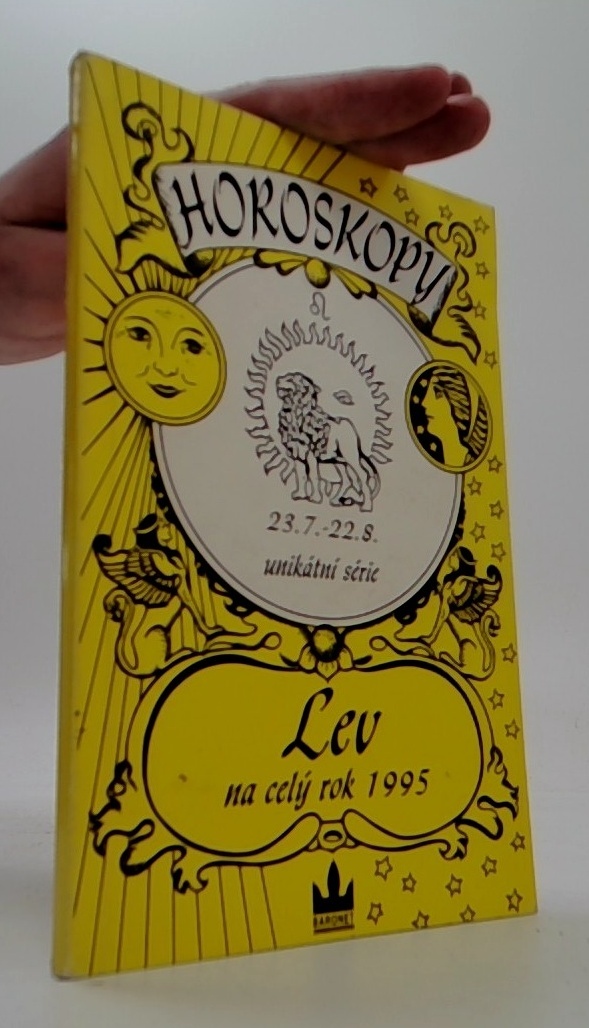 HOROSKOPY
♌
23.7.-22.8.
unikátní série
Lev
na celý rok 1995
BARONET